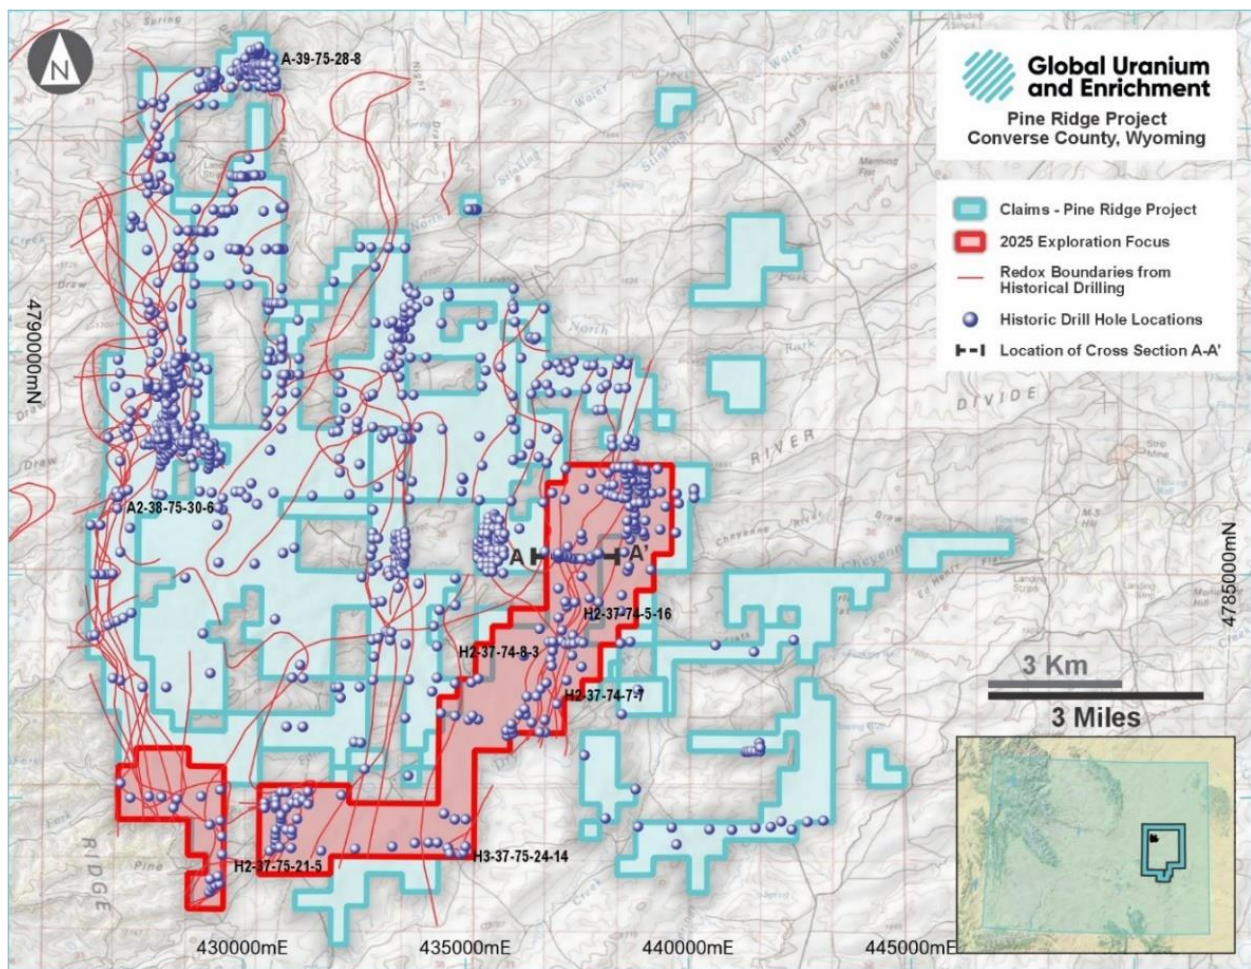 N
A-39-75-28-8
Global Uranium
and Enrichment
Pine Ridge Project
Converse County, Wyoming
Claims - Pine Ridge Project
2025 Exploration Focus
Redox Boundaries from
Historical Drilling
Historic Drill Hole Locations
Location of Cross Section A-A'
4790000mN
DIVIDE
RIVER
North
A2-38-75-30-6
A
A'
Cheyenne River Draw
4785000mN
H2-37-74-5-16
H2-37-74-8-3
H2-37-74-7-7
3 Km
3 Miles
H2-37-75-21-5
H3-37-75-24-14
RIDGE
Pine
430000mE
435000mE
440000mE
445000mE